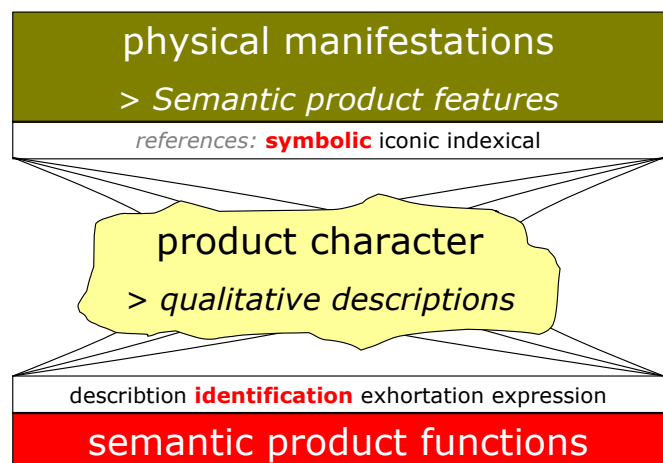 physical manifestations
> Semantic product features
references: symbolic iconic indexical
product character
> qualitative descriptions
describtion identification exhortation expression
semantic product functions